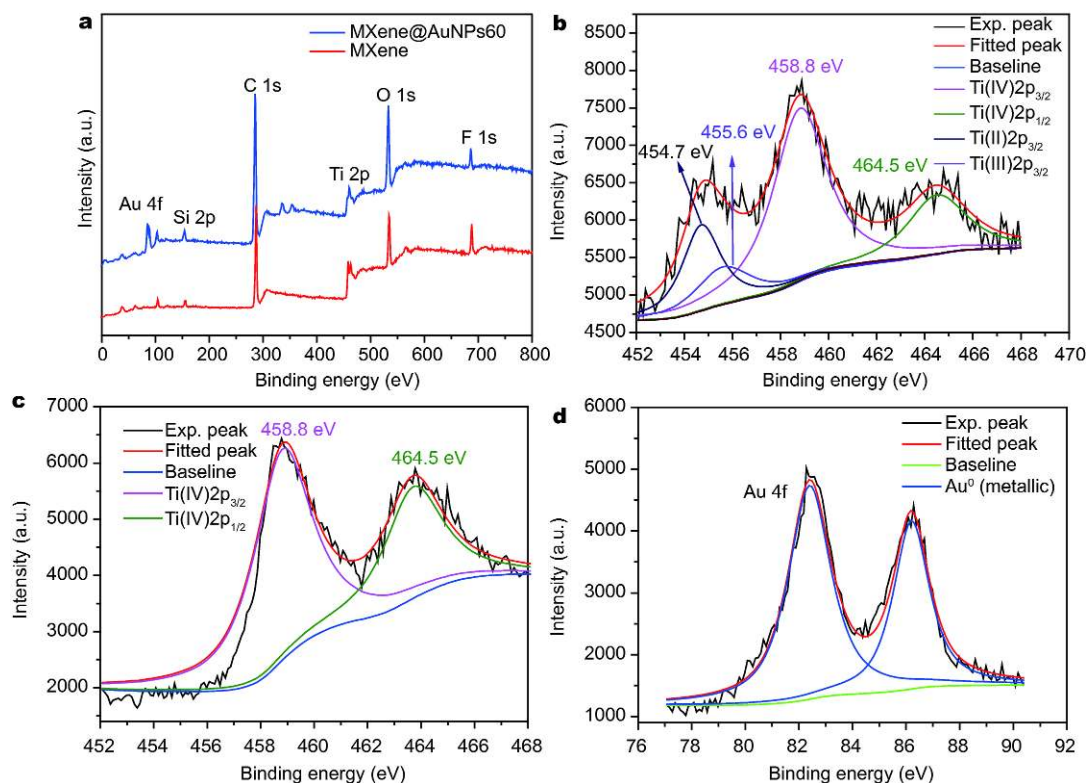 a
MXene@AuNPs60
MXene
C 1s
O 1s
F 1s
Ti 2p
Au 4f
Si 2p
Intensity (a.u.)
0 100 200 300 400 500 600 700 800
Binding energy (eV)
b
Exp. peak
Fitted peak
Baseline
Ti(IV)2p3/2
Ti(IV)2p1/2
Ti(II)2p3/2
Ti(III)2p3/2
458.8 eV
455.6 eV
454.7 eV
464.5 eV
Intensity (a.u.)
8500
8000
7500
7000
6500
6000
5500
5000
4500
452 454 456 458 460 462 464 466 468 470
Binding energy (eV)
c
Exp. peak
Fitted peak
Baseline
Ti(IV)2p3/2
Ti(IV)2p1/2
458.8 eV
464.5 eV
Intensity (a.u.)
7000
6000
5000
4000
3000
2000
452 454 456 458 460 462 464 466 468
Binding energy (eV)
d
Exp. peak
Fitted peak
Baseline
Au0 (metallic)
Au 4f
Intensity (a.u.)
6000
5000
4000
3000
2000
1000
76 78 80 82 84 86 88 90 92
Binding energy (eV)